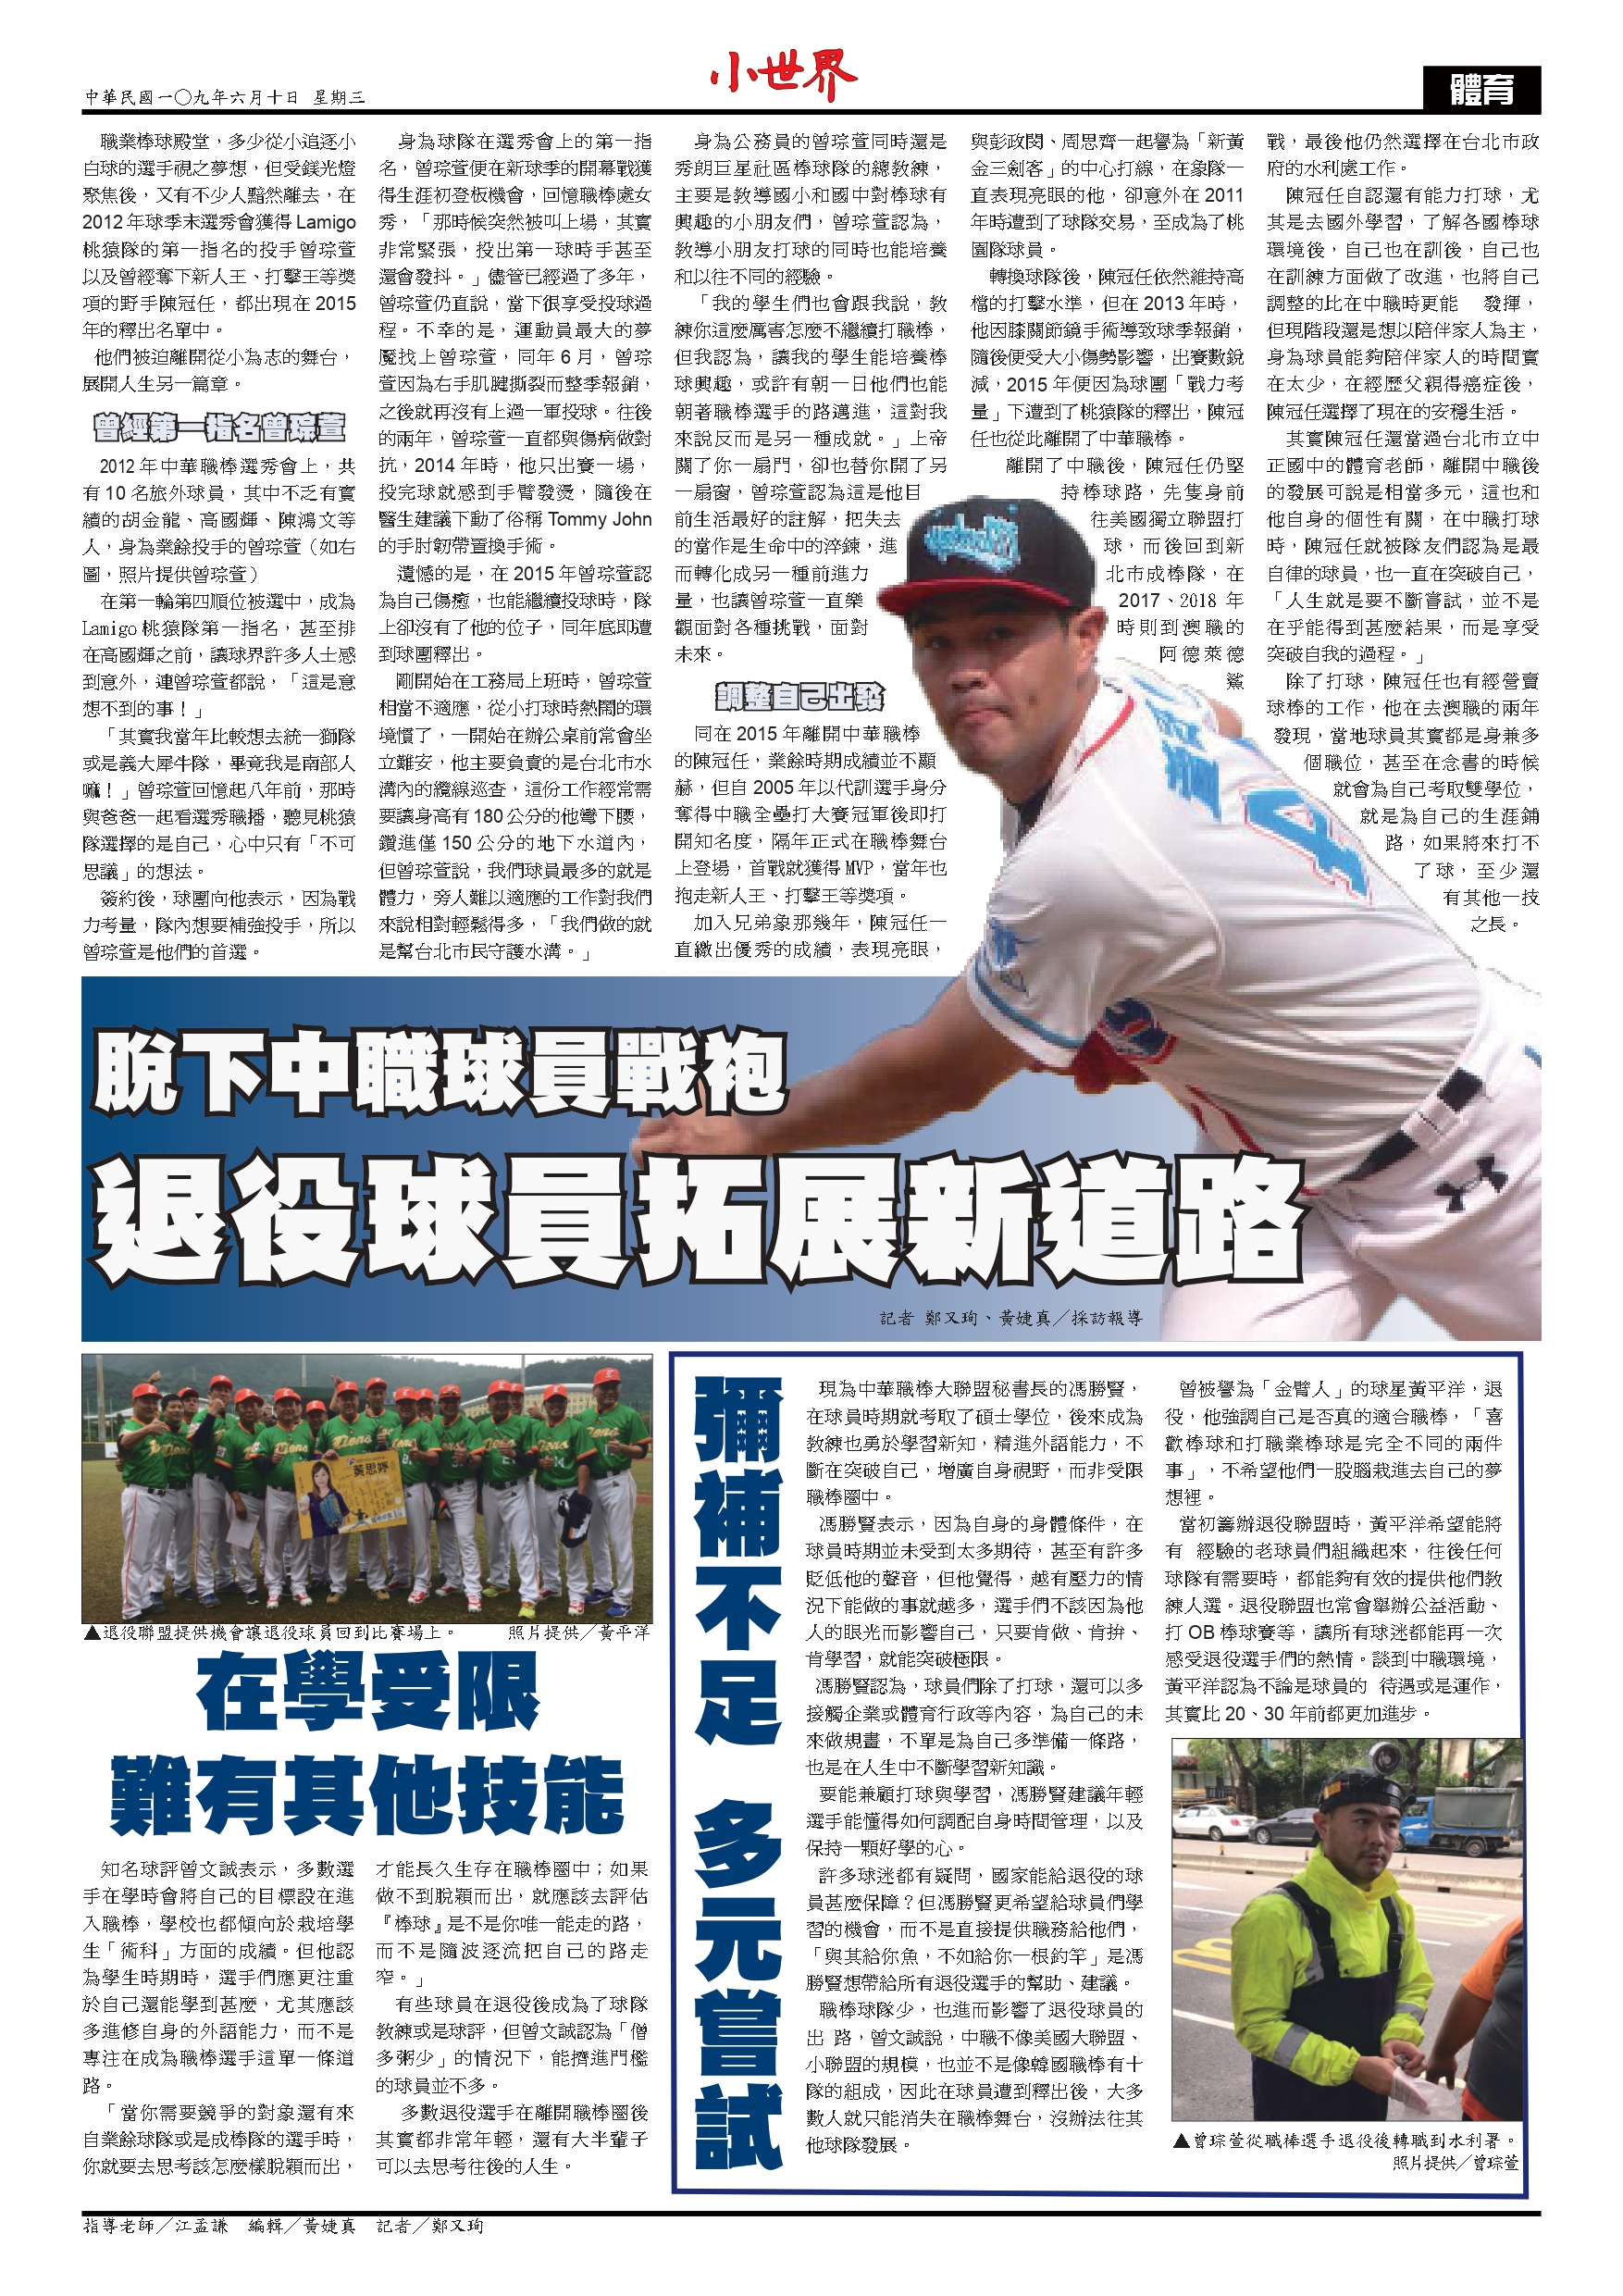 中華民國一〇九年六月十日 星期三
小世界
體育
職業棒球殿堂，多少從小追逐小
白球的選手視之夢想，但受鎂光燈
聚焦後，又有不少人黯然離去，在
2012 年球季末選秀會獲得 Lamigo
桃猿隊的第一指名的投手曾琮萱
以及曾經奪下新人王、打擊王等獎
項的野手陳冠任，都出現在 2015
年的釋出名單中。
他們被迫離開從小為志的舞台，
展開人生另一篇章。
曾經第一指名曾琮萱
2012 年中華職棒選秀會上，共
有 10 名旅外球員，其中不乏有實
績的胡金龍、高國輝、陳鴻文等
人，身為業餘投手的曾琮萱（如右
圖，照片提供曾琮萱）
在第一輪第四順位被選中，成為
Lamigo 桃猿隊第一指名，甚至排
在高國輝之前，讓球界許多人士感
到意外，連曾琮萱都說，「這是意
想不到的事！」
「其實我當年比較想去統一獅隊
或是義大犀牛隊，畢竟我是南部人
嘛！」曾琮萱回憶起八年前，那時
與爸爸一起看選秀職播，聽見桃猿
隊選擇的是自己，心中只有「不可
思議」的想法。
簽約後，球團向他表示，因為戰
力考量，隊內想要補強投手，所以
曾琮萱是他們的首選。
身為球隊在選秀會上的第一指
名，曾琮萱便在新球季的開幕戰獲
得生涯初登板機會，回憶職棒處女
秀，「那時候突然被叫上場，其實
非常緊張，投出第一球時手甚至
還會發抖。」儘管已經過了多年，
曾琮萱仍直說，當下很享受投球過
程。不幸的是，運動員最大的夢
魘找上曾琮萱，同年 6 月，曾琮
萱因為右手肌腱撕裂而整季報銷，
之後就再沒有上過一軍投球。往後
的兩年，曾琮萱一直都與傷病做對
抗，2014 年時，他只出賽一場，
投完球就感到手臂發燙，隨後在
醫生建議下動了俗稱 Tommy John
的手肘韌帶置換手術。
遺憾的是，在 2015 年曾琮萱認
為自己傷癒，也能繼續投球時，隊
上卻沒有了他的位子，同年底即遭
到球團釋出。
剛開始在工務局上班時，曾琮萱
相當不適應，從小打球時熱鬧的環
境慣了，一開始在辦公桌前常會坐
立難安，他主要負責的是台北市水
溝內的纜線巡查，這份工作經常需
要讓身高有 180 公分的他彎下腰，
鑽進僅 150 公分的地下水道內，
但曾琮萱說，我們球員最多的就是
體力，旁人難以適應的工作對我們
來說相對輕鬆得多，「我們做的就
是幫台北市民守護水溝。」
身為公務員的曾琮萱同時還是
秀朗巨星社區棒球隊的總教練，
主要是教導國小和國中對棒球有
興趣的小朋友們，曾琮萱認為，
教導小朋友打球的同時也能培養
和以往不同的經驗。
「我的學生們也會跟我說，教
練你這麼厲害怎麼不繼續打職棒，
但我認為，讓我的學生能培養棒
球興趣，或許有朝一日他們也能
朝著職棒選手的路邁進，這對我
來說反而是另一種成就。」上帝
關了你一扇門，卻也替你開了另
一扇窗，曾琮萱認為這是他目
前生活最好的註解，把失去
的當作是生命中的淬鍊，進
而轉化成另一種前進力
量，也讓曾琮萱一直樂
觀面對各種挑戰，面對
未來。
調整自己出發
同在 2015 年離開中華職棒
的陳冠任，業餘時期成績並不顯
赫，但自 2005 年以代訓選手身分
奪得中職全壘打大賽冠軍後即打
開知名度，隔年正式在職棒舞台
上登場，首戰就獲得 MVP，當年也
抱走新人王、打擊王等獎項。
加入兄弟象那幾年，陳冠任一
直繳出優秀的成績，表現亮眼，
與彭政閔、周思齊一起譽為「新黃
金三劍客」的中心打線，在象隊一
直表現亮眼的他，卻意外在 2011
年時遭到了球隊交易，至成為了桃
園隊球員。
轉換球隊後，陳冠任依然維持高
檔的打擊水準，但在 2013 年時，
他因膝關節鏡手術導致球季報銷，
隨後便受大小傷勢影響，出賽數銳
減，2015 年便因為球團「戰力考
量」下遭到了桃猿隊的釋出，陳冠
任也從此離開了中華職棒。
離開了中職後，陳冠任仍堅
持棒球路，先隻身前
往美國獨立聯盟打
球，而後回到新
北市成棒隊，在
2017、2018 年
時則到澳職的
阿德萊德
鯊
戰，最後他仍然選擇在台北市政
府的水利處工作。
陳冠任自認還有能力打球，尤
其是去國外學習，了解各國棒球
環境後，自己也在訓後，自己也
在訓練方面做了改進，也將自己
調整的比在中職時更能 發揮，
但現階段還是想以陪伴家人為主，
身為球員能夠陪伴家人的時間實
在太少，在經歷父親得癌症後，
陳冠任選擇了現在的安穩生活。
其實陳冠任還當過台北市立中
正國中的體育老師，離開中職後
的發展可說是相當多元，這也和
他自身的個性有關，在中職打球
時，陳冠任就被隊友們認為是最
自律的球員，也一直在突破自己，
「人生就是要不斷嘗試，並不是
在乎能得到甚麼結果，而是享受
突破自我的過程。」
除了打球，陳冠任也有經營賣
球棒的工作，他在去澳職的兩年
發現，當地球員其實都是身兼多
個職位，甚至在念書的時候
就會為自己考取雙學位，
就是為自己的生涯鋪
路，如果將來打不
了球，至少還
有其他一技
之長。
脫下中職球員戰袍
退役球員拓展新道路
記者 鄭又珣、黃婕真／採訪報導
黃思婷
▲退役聯盟提供機會讓退役球員回到比賽場上。 照片提供／黃平洋
在學受限
難有其他技能
知名球評曾文誠表示，多數選
手在學時會將自己的目標設在進
入職棒，學校也都傾向於栽培學
生「術科」方面的成績。但他認
為學生時期時，選手們應更注重
於自己還能學到甚麼，尤其應該
多進修自身的外語能力，而不是
專注在成為職棒選手這單一條道
路。
「當你需要競爭的對象還有來
自業餘球隊或是成棒隊的選手時，
你就要去思考該怎麼樣脫穎而出，
才能長久生存在職棒圈中；如果
做不到脫穎而出，就應該去評估
『棒球』是不是你唯一能走的路，
而不是隨波逐流把自己的路走
窄。」
有些球員在退役後成為了球隊
教練或是球評，但曾文誠認為「僧
多粥少」的情況下，能擠進門檻
的球員並不多。
多數退役選手在離開職棒圈後
其實都非常年輕，還有大半輩子
可以去思考往後的人生。
彌補不足 多元嘗試
現為中華職棒大聯盟秘書長的馮勝賢，
在球員時期就考取了碩士學位，後來成為
教練也勇於學習新知，精進外語能力，不
斷在突破自己，增廣自身視野，而非受限
職棒圈中。
馮勝賢表示，因為自身的身體條件，在
球員時期並未受到太多期待，甚至有許多
貶低他的聲音，但他覺得，越有壓力的情
況下能做的事就越多，選手們不該因為他
人的眼光而影響自己，只要肯做、肯拚、
肯學習，就能突破極限。
馮勝賢認為，球員們除了打球，還可以多
接觸企業或體育行政等內容，為自己的未
來做規畫，不單是為自己多準備一條路，
也是在人生中不斷學習新知識。
要能兼顧打球與學習，馮勝賢建議年輕
選手能懂得如何調配自身時間管理，以及
保持一顆好學的心。
許多球迷都有疑問，國家能給退役的球
員甚麼保障？但馮勝賢更希望給球員們學
習的機會，而不是直接提供職務給他們，
「與其給你魚，不如給你一根釣竿」是馮
勝賢想帶給所有退役選手的幫助、建議。
職棒球隊少，也進而影響了退役球員的
出 路，曾文誠說，中職不像美國大聯盟、
小聯盟的規模，也並不是像韓國職棒有十
隊的組成，因此在球員遭到釋出後，大多
數人就只能消失在職棒舞台，沒辦法往其
他球隊發展。
曾被譽為「金臂人」的球星黃平洋，退
役，他強調自己是否真的適合職棒，「喜
歡棒球和打職業棒球是完全不同的兩件
事」，不希望他們一股腦栽進去自己的夢
想裡。
當初籌辦退役聯盟時，黃平洋希望能將
有 經驗的老球員們組織起來，往後任何
球隊有需要時，都能夠有效的提供他們教
練人選。退役聯盟也常會舉辦公益活動、
打 OB 棒球賽等，讓所有球迷都能再一次
感受退役選手們的熱情。談到中職環境，
黃平洋認為不論是球員的 待遇或是運作，
其實比 20、30 年前都更加進步。
▲曾琮萱從職棒選手退役後轉職到水利署。
照片提供／曾琮萱
指導老師／江孟謙 編輯／黃婕真 記者／鄭又珣